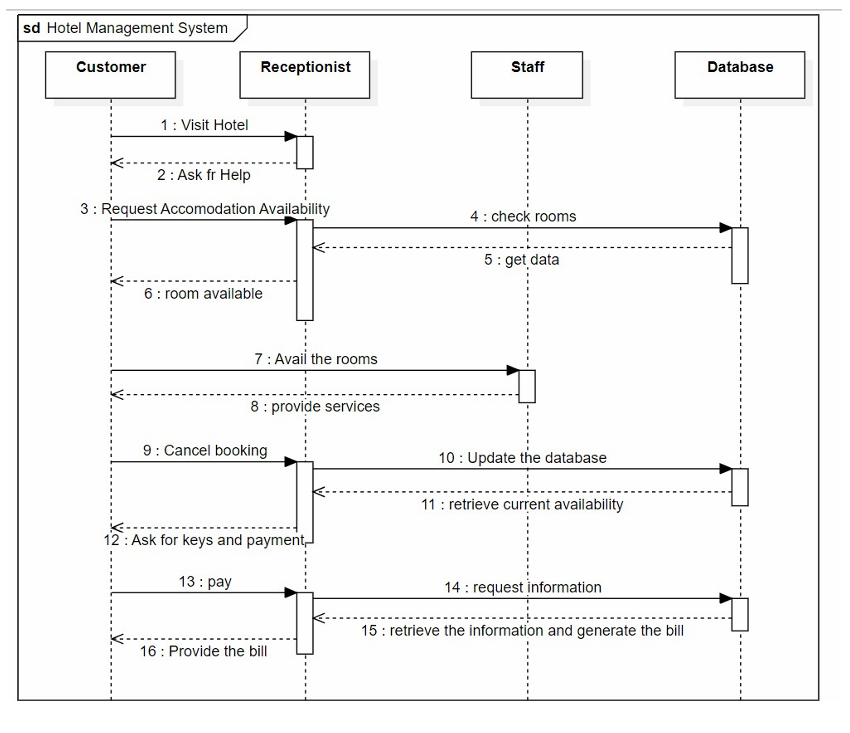 sd Hotel Management System
Customer
Receptionist
Staff
Database
1 : Visit Hotel
2 : Ask fr Help
3 : Request Accomodation Availability
4 : check rooms
5 : get data
6 : room available
7 : Avail the rooms
8 : provide services
9 : Cancel booking
10 : Update the database
11 : retrieve current availability
12 : Ask for keys and payment
13 : pay
14 : request information
15 : retrieve the information and generate the bill
16 : Provide the bill